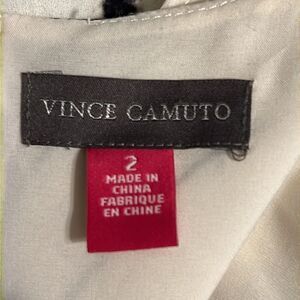 VINCE CAMUTO
2
MADE IN
CHINA
FABRIQUE
EN CHINE